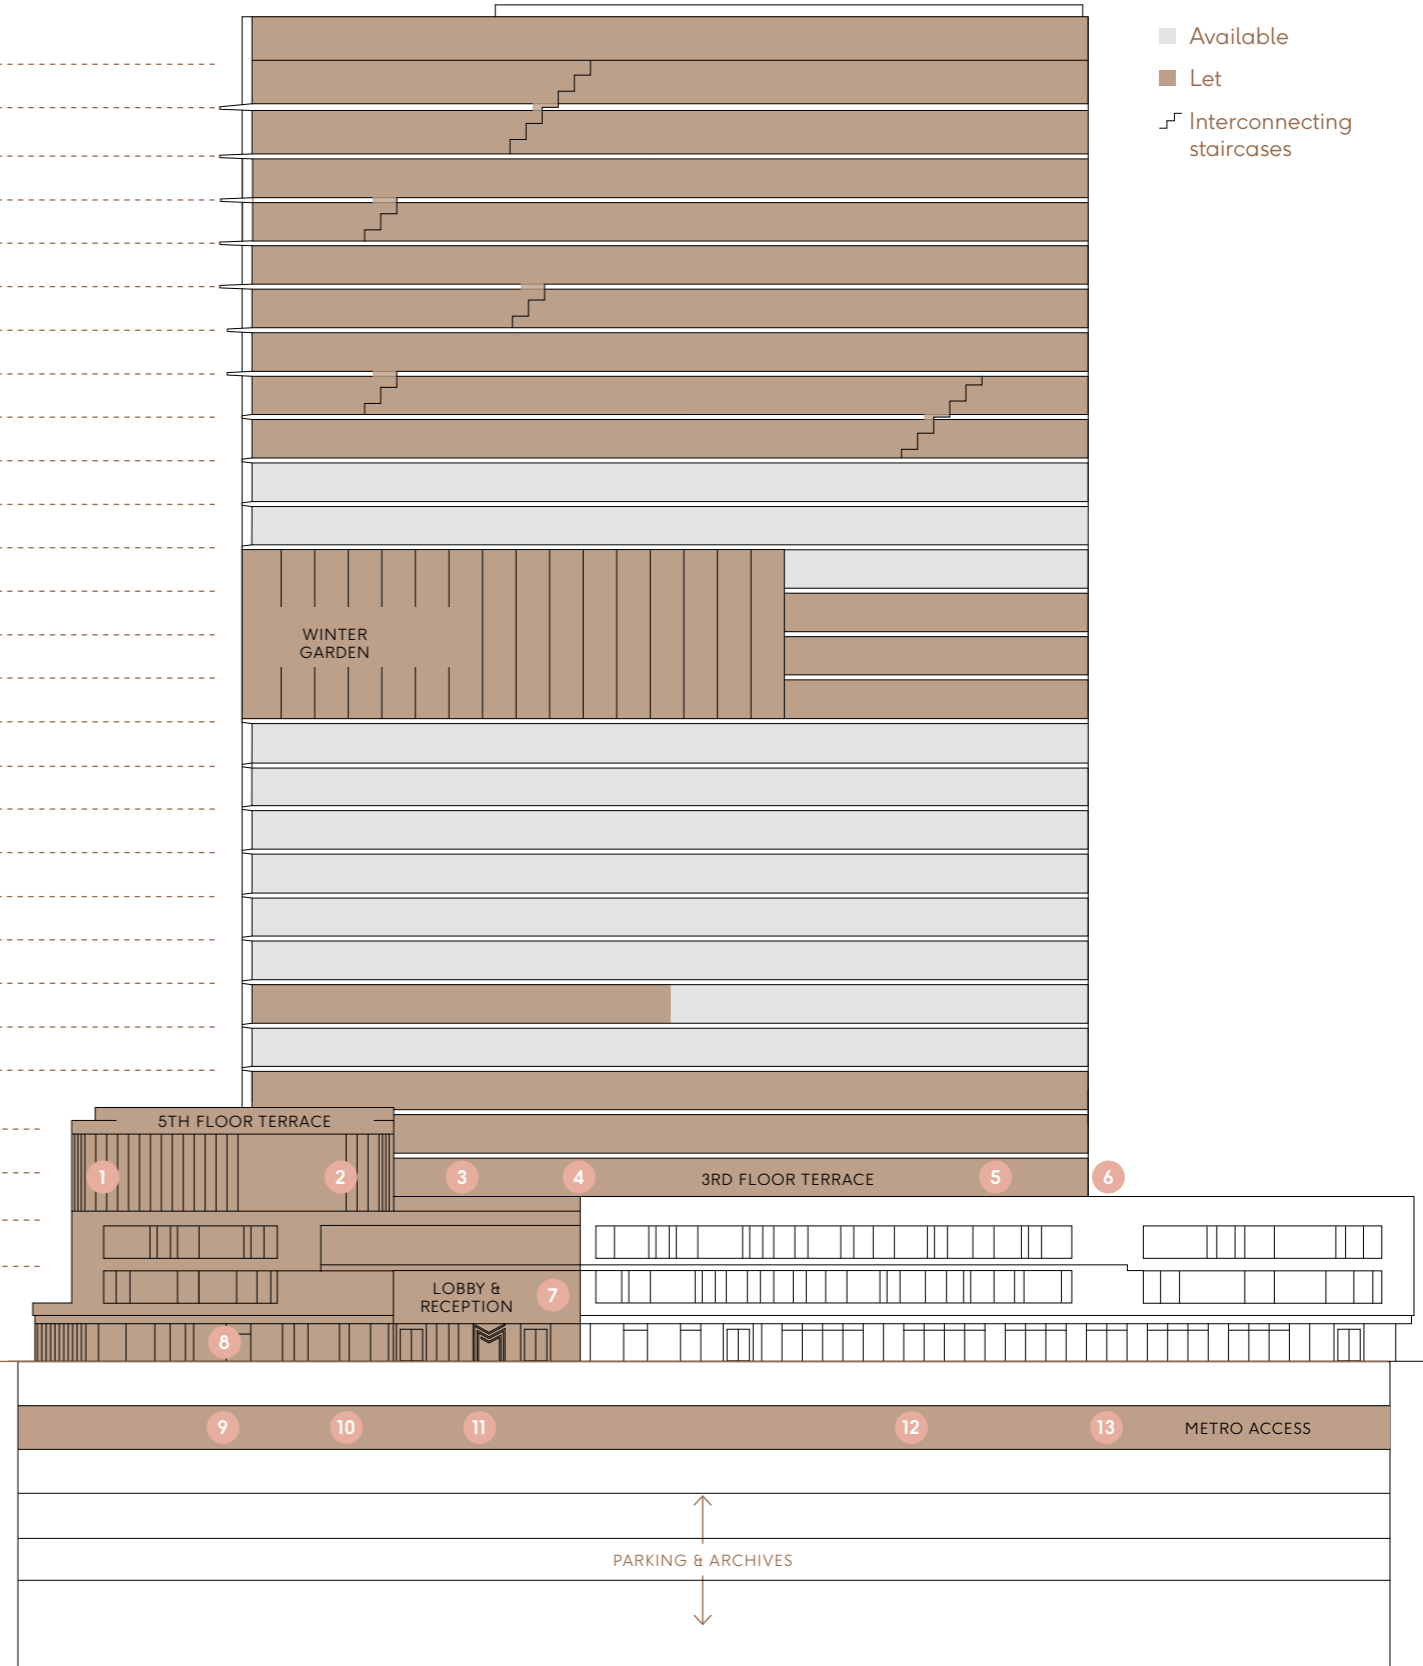 Available
Let
Interconnecting
staircases
WINTER
GARDEN
5TH FLOOR TERRACE
1
2
3
4
3RD FLOOR TERRACE
5
6
LOBBY &
RECEPTION
7
8
9
10
11
12
13
METRO ACCESS
PARKING & ARCHIVES